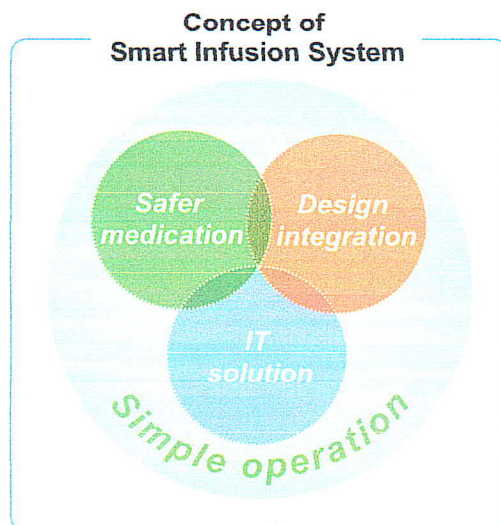 Concept of
Smart Infusion System
Safer
medication
Design
integration
IT
solution
Simple operation